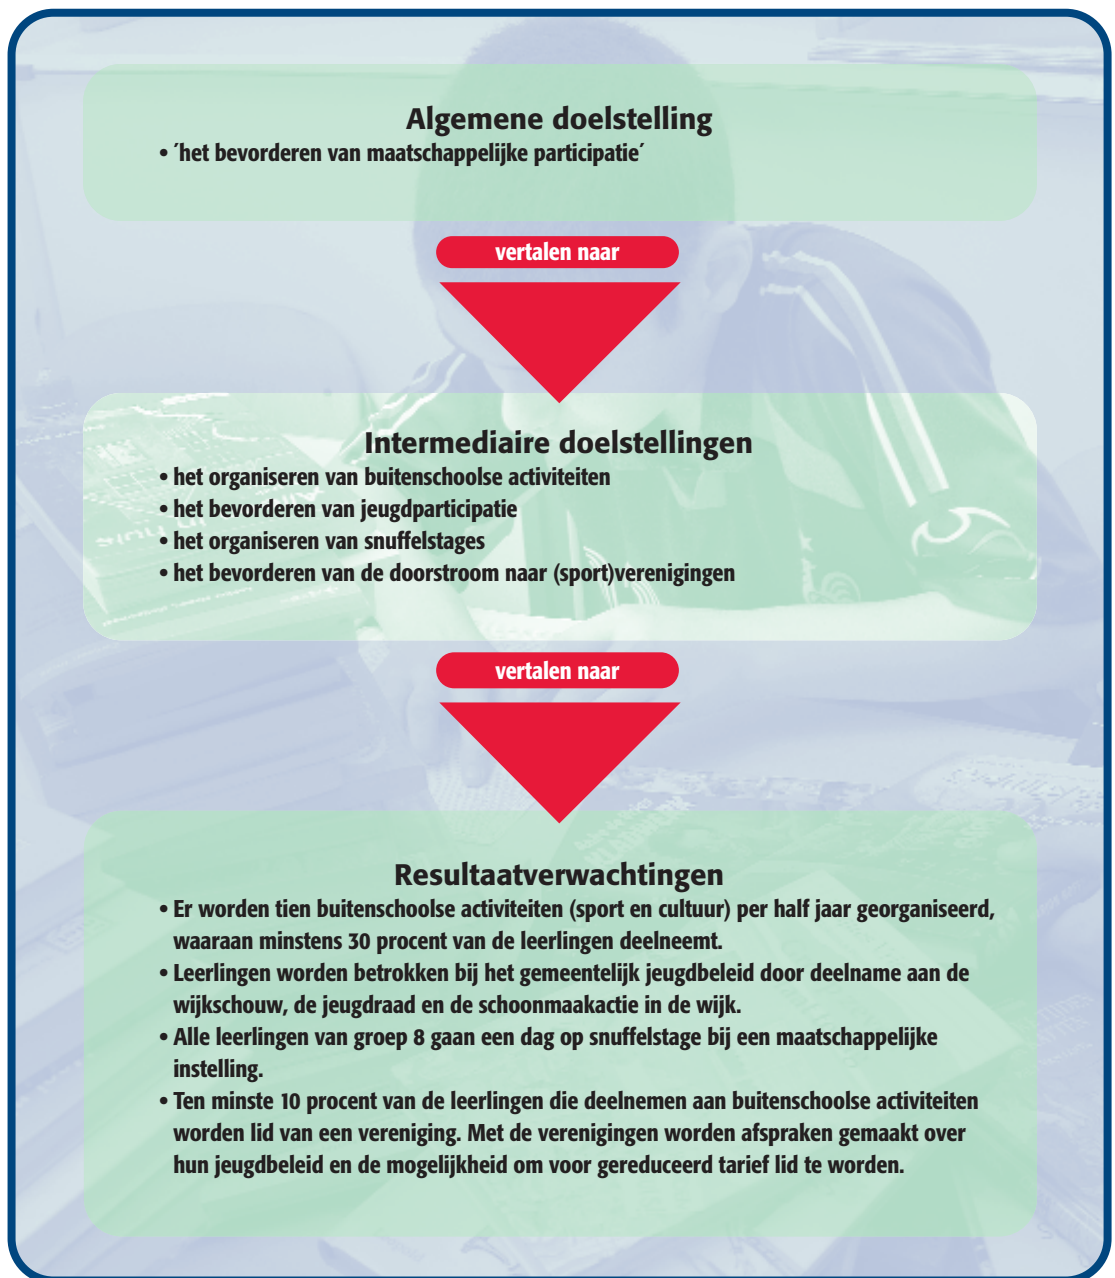 Algemene doelstelling
• ´het bevorderen van maatschappelijke participatie´
vertalen naar
Intermediaire doelstellingen
• het organiseren van buitenschoolse activiteiten
• het bevorderen van jeugdparticipatie
• het organiseren van snuffelstages
• het bevorderen van de doorstroom naar (sport)verenigingen
vertalen naar
Resultaatverwachtingen
• Er worden tien buitenschoolse activiteiten (sport en cultuur) per half jaar georganiseerd,
waaraan minstens 30 procent van de leerlingen deelneemt.
• Leerlingen worden betrokken bij het gemeentelijk jeugdbeleid door deelname aan de
wijkschouw, de jeugdraad en de schoonmaakactie in de wijk.
• Alle leerlingen van groep 8 gaan een dag op snuffelstage bij een maatschappelijke
instelling.
• Ten minste 10 procent van de leerlingen die deelnemen aan buitenschoolse activiteiten
worden lid van een vereniging. Met de verenigingen worden afspraken gemaakt over
hun jeugdbeleid en de mogelijkheid om voor gereduceerd tarief lid te worden.